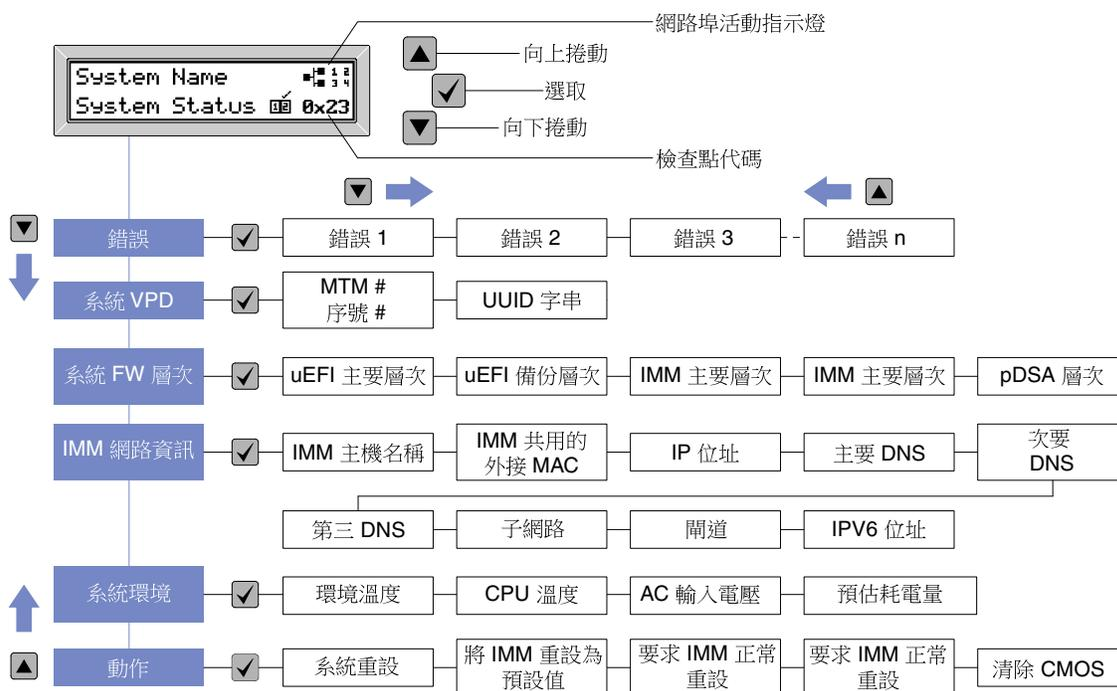 網路埠活動指示燈
System Name 1 2
3 4
System Status 12 0x23
向上捲動
選取
向下捲動
檢查點代碼
錯誤
錯誤 1
錯誤 2
錯誤 3
錯誤 n
系統 VPD
MTM #
序號 #
UUID 字串
系統 FW 層次
uEFI 主要層次
uEFI 備份層次
IMM 主要層次
IMM 主要層次
pDSA 層次
IMM 網路資訊
IMM 主機名稱
IMM 共用的
外接 MAC
IP 位址
主要 DNS
次要
DNS
第三 DNS
子網路
閘道
IPV6 位址
系統環境
環境溫度
CPU 溫度
AC 輸入電壓
預估耗電量
動作
系統重設
將 IMM 重設為
預設值
要求 IMM 正常
重設
要求 IMM 正常
重設
清除 CMOS